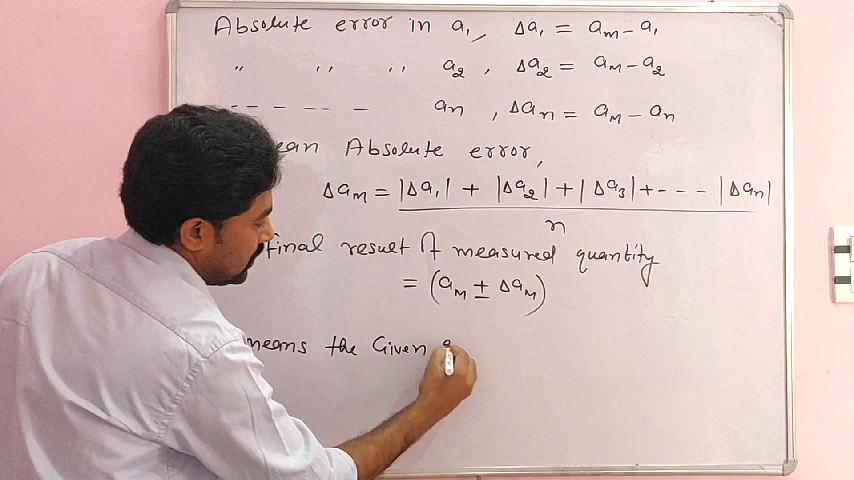 Absolute error in a₁, Δa₁ = aₘ - a₁
" " " a₂, Δa₂ = aₘ - a₂
-- - -- - aₙ, Δaₙ = aₘ - aₙ
ean Absolute error,
Δaₘ = |Δa₁| + |Δa₂| + |Δa₃| + --- |Δaₙ|
n
final result of measured quantity
= (aₘ ± Δaₘ)
means the Given